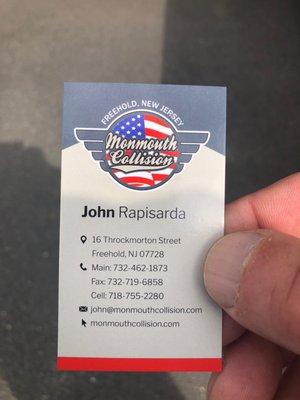 FREEHOLD, NEW JERSEY
Monmouth
Collision
John Rapisarda
16 Throckmorton Street
Freehold, NJ 07728
Main: 732-462-1873
Fax: 732-719-6858
Cell: 718-755-2280
john@monmouthcollision.com
monmouthcollision.com